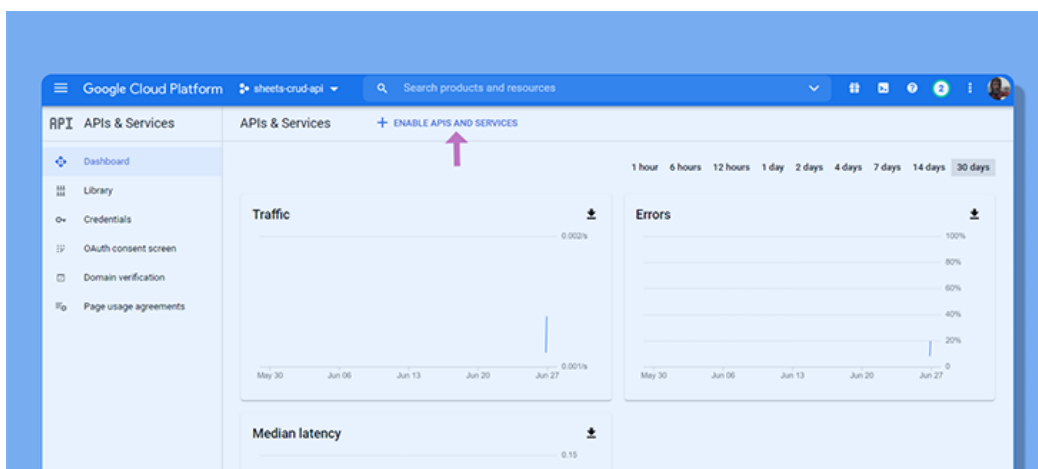 Google Cloud Platform sheets-crud-api Search products and resources 2
API APIs & Services APIs & Services + ENABLE APIS AND SERVICES
Dashboard
Library
Credentials
OAuth consent screen
Domain verification
Page usage agreements
1 hour 6 hours 12 hours 1 day 2 days 4 days 7 days 14 days 30 days
Traffic
0.002/s
0.001/s
May 30 Jun 06 Jun 13 Jun 20 Jun 27
Errors
100%
80%
60%
40%
20%
0
May 30 Jun 06 Jun 13 Jun 20 Jun 27
Median latency
0.15